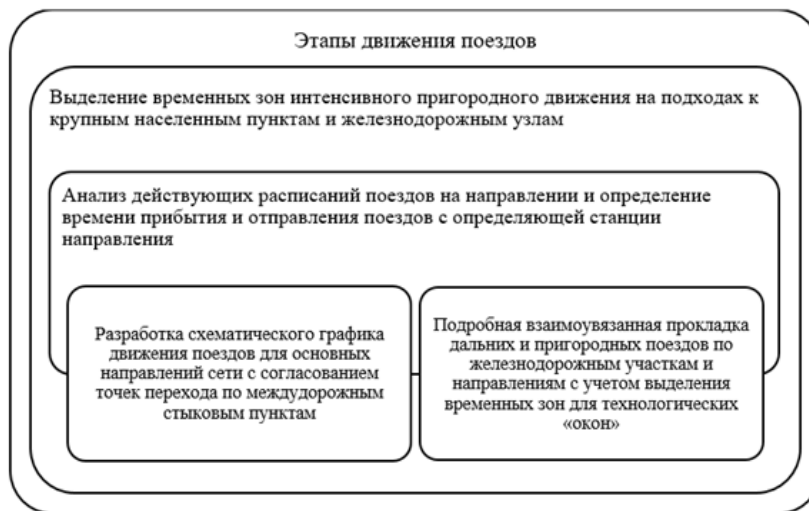 Этапы движения поездов
Выделение временных зон интенсивного пригородного движения на подходах к
крупным населенным пунктам и железнодорожным узлам
Анализ действующих расписаний поездов на направлении и определение
времени прибытия и отправления поездов с определяющей станции
направления
Разработка схематического графика
движения поездов для основных
направлений сети с согласованием
точек перехода по междудорожным
стыковым пунктам
Подробная взаимоувязанная прокладка
дальних и пригородных поездов по
железнодорожным участкам и
направлениям с учетом выделения
временных зон для технологических
«окон»